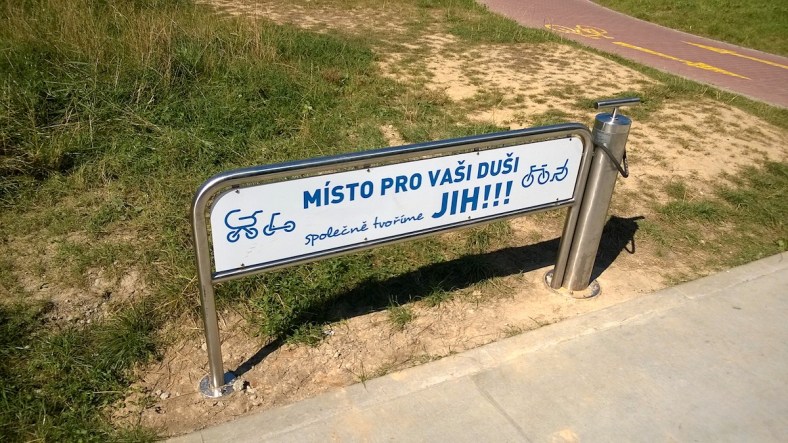 MÍSTO PRO VAŠI DUŠI
společně tvoříme JIH!!!